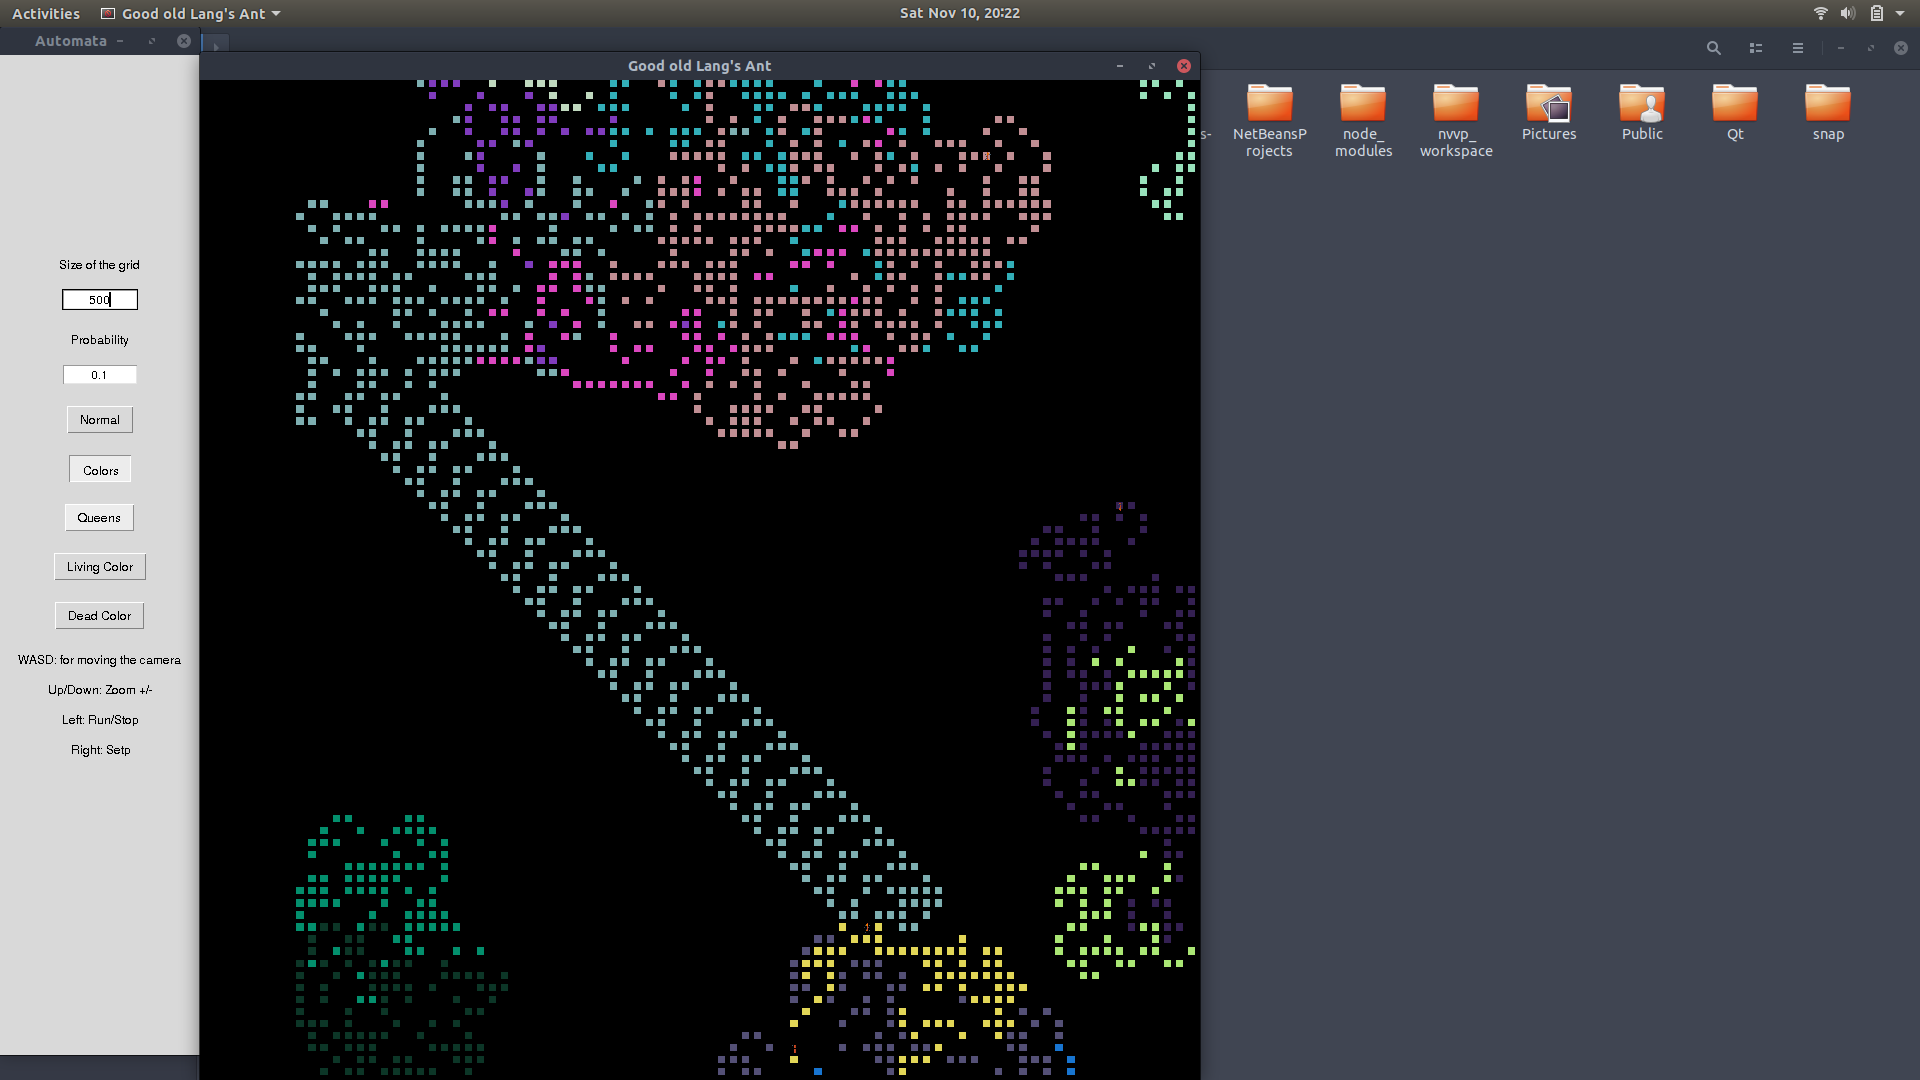 Activities
Good old Lang's Ant
Sat Nov 10, 20:22
Automata
Good old Lang's Ant
Size of the grid
500
Probability
0.1
Normal
Colors
Queens
Living Color
Dead Color
WASD: for moving the camera
Up/Down: Zoom +/-
Left: Run/Stop
Right: Setp
s-
NetBeansP
rojects
node_
modules
nvvp_
workspace
Pictures
Public
Qt
snap